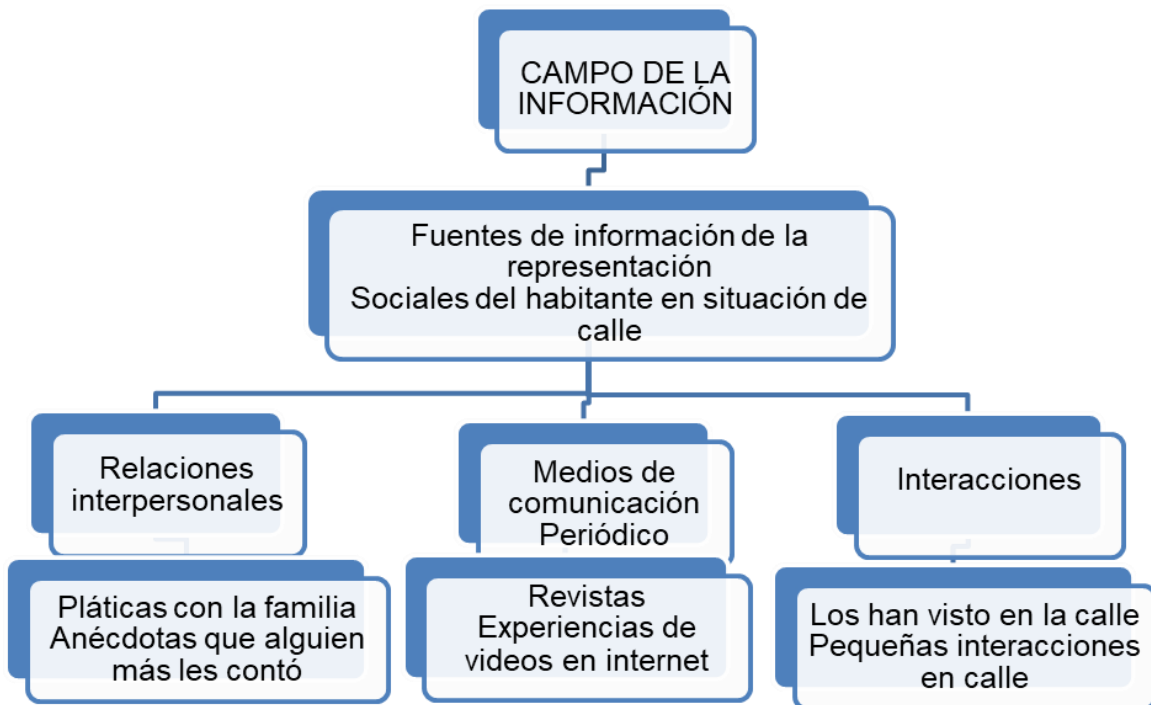 CAMPO DE LA
INFORMACIÓN
Fuentes de información de la
representación
Sociales del habitante en situación de
calle
Relaciones
interpersonales
Pláticas con la familia
Anécdotas que alguien
más les contó
Medios de
comunicación
Periódico
Revistas
Experiencias de
videos en internet
Interacciones
Los han visto en la calle
Pequeñas interacciones
en calle